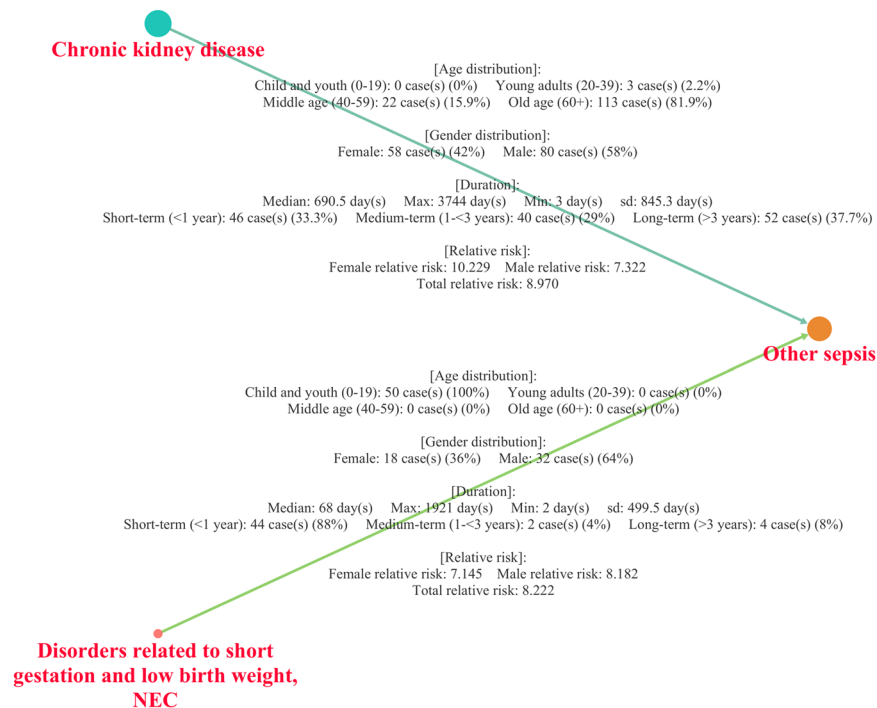 Chronic kidney disease
[Age distribution]:
Child and youth (0-19): 0 case(s) (0%) Young adults (20-39): 3 case(s) (2.2%)
Middle age (40-59): 22 case(s) (15.9%) Old age (60+): 113 case(s) (81.9%)
[Gender distribution]:
Female: 58 case(s) (42%) Male: 80 case(s) (58%)
[Duration]:
Median: 690.5 day(s) Max: 3744 day(s) Min: 3 day(s) sd: 845.3 day(s)
Short-term (<1 year): 46 case(s) (33.3%) Medium-term (1-<3 years): 40 case(s) (29%) Long-term (>3 years): 52 case(s) (37.7%)
[Relative risk]:
Female relative risk: 10.229 Male relative risk: 7.322
Total relative risk: 8.970
Other sepsis
[Age distribution]:
Child and youth (0-19): 50 case(s) (100%) Young adults (20-39): 0 case(s) (0%)
Middle age (40-59): 0 case(s) (0%) Old age (60+): 0 case(s) (0%)
[Gender distribution]:
Female: 18 case(s) (36%) Male: 32 case(s) (64%)
[Duration]:
Median: 68 day(s) Max: 1921 day(s) Min: 2 day(s) sd: 499.5 day(s)
Short-term (<1 year): 44 case(s) (88%) Medium-term (1-<3 years): 2 case(s) (4%) Long-term (>3 years): 4 case(s) (8%)
[Relative risk]:
Female relative risk: 7.145 Male relative risk: 8.182
Total relative risk: 8.222
Disorders related to short
gestation and low birth weight,
NEC